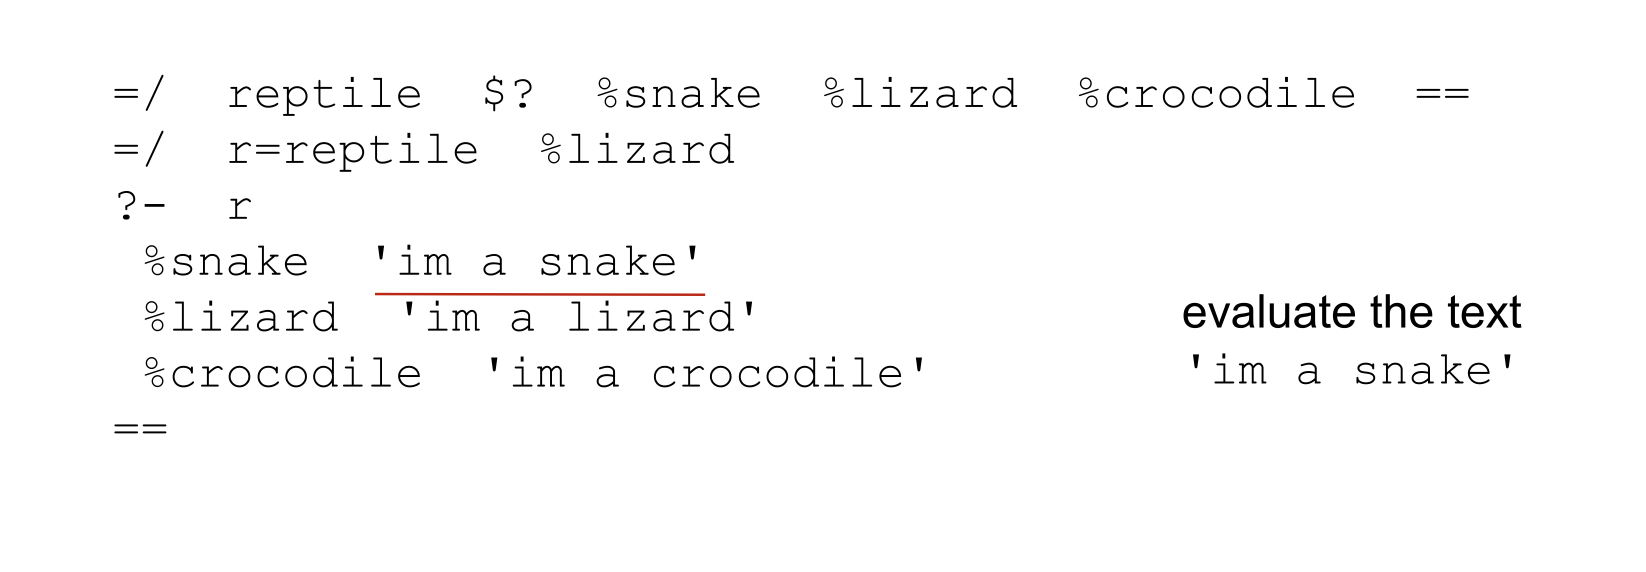 =/  reptile  $?  %snake  %lizard  %crocodile  ==
=/  r=reptile  %lizard
?-  r
 %snake  'im a snake'
 %lizard  'im a lizard'
 %crocodile  'im a crocodile'
==
evaluate the text
'im a snake'